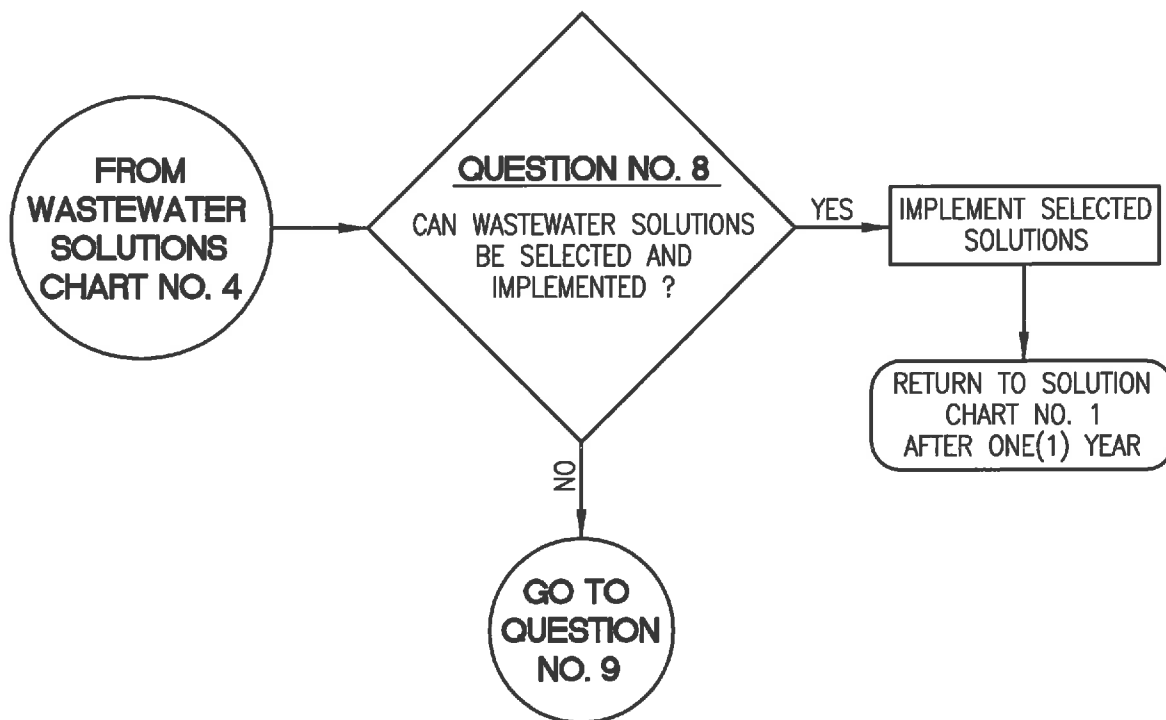 FROM
WASTEWATER
SOLUTIONS
CHART NO. 4
QUESTION NO. 8
CAN WASTEWATER SOLUTIONS
BE SELECTED AND
IMPLEMENTED ?
YES
IMPLEMENT SELECTED
SOLUTIONS
RETURN TO SOLUTION
CHART NO. 1
AFTER ONE(1) YEAR
NO
GO TO
QUESTION
NO. 9